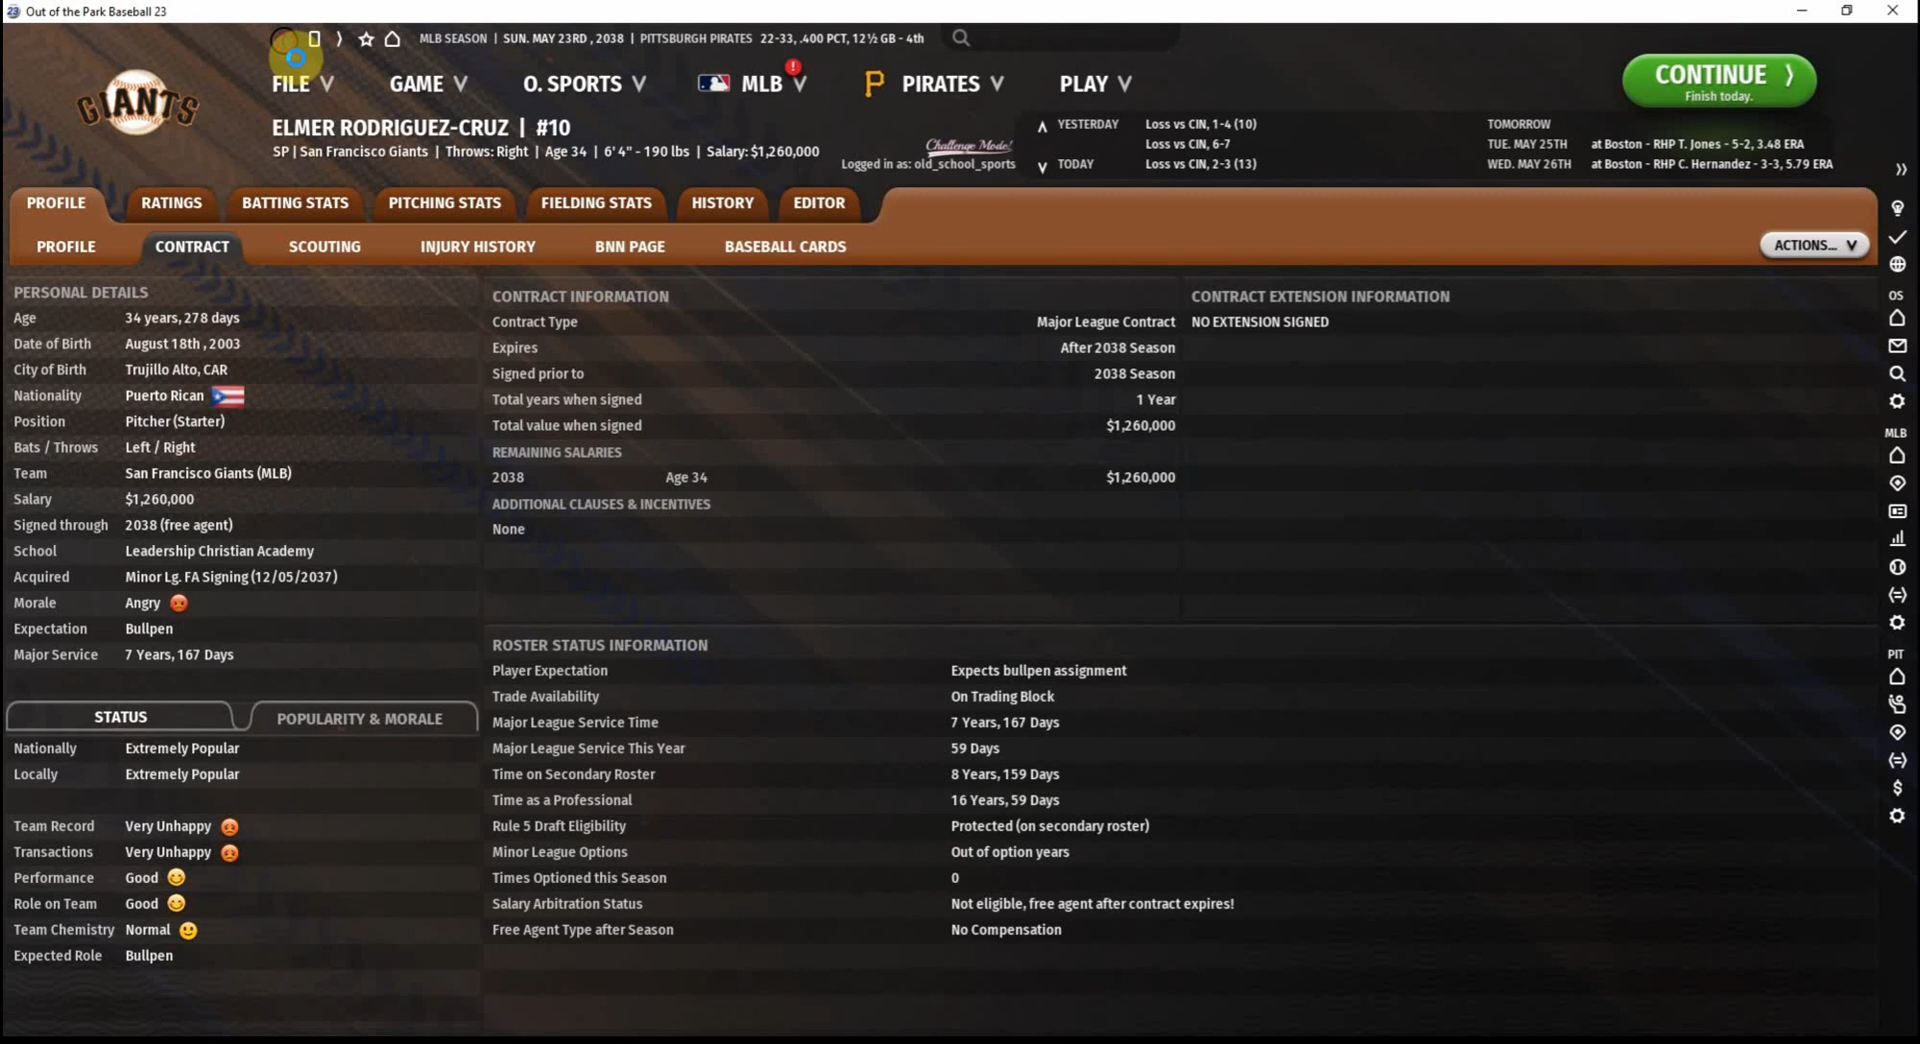 23 Out of the Park Baseball 23
MLB SEASON | SUN. MAY 23RD , 2038 | PITTSBURGH PIRATES 22-33, .400 PCT, 12½ GB - 4th
FILE GAME O. SPORTS MLB ! P PIRATES PLAY
CONTINUE
Finish today.
GIANTS
ELMER RODRIGUEZ-CRUZ | #10
SP | San Francisco Giants | Throws: Right | Age 34 | 6' 4" - 190 lbs | Salary: $1,260,000
Challenge Mode!
Logged in as: old_school_sports
YESTERDAY Loss vs CIN, 1-4 (10)
Loss vs CIN, 6-7
TODAY Loss vs CIN, 2-3 (13)
TOMORROW
TUE. MAY 25TH at Boston - RHP T. Jones - 5-2, 3.48 ERA
WED. MAY 26TH at Boston - RHP C. Hernandez - 3-3, 5.79 ERA
PROFILE RATINGS BATTING STATS PITCHING STATS FIELDING STATS HISTORY EDITOR
PROFILE CONTRACT SCOUTING INJURY HISTORY BNN PAGE BASEBALL CARDS
ACTIONS...
PERSONAL DETAILS
Age 34 years, 278 days
Date of Birth August 18th , 2003
City of Birth Trujillo Alto, CAR
Nationality Puerto Rican
Position Pitcher (Starter)
Bats / Throws Left / Right
Team San Francisco Giants (MLB)
Salary $1,260,000
Signed through 2038 (free agent)
School Leadership Christian Academy
Acquired Minor Lg. FA Signing (12/05/2037)
Morale Angry
Expectation Bullpen
Major Service 7 Years, 167 Days
STATUS POPULARITY & MORALE
Nationally Extremely Popular
Locally Extremely Popular
Team Record Very Unhappy
Transactions Very Unhappy
Performance Good
Role on Team Good
Team Chemistry Normal
Expected Role Bullpen
CONTRACT INFORMATION
Contract Type Major League Contract
Expires After 2038 Season
Signed prior to 2038 Season
Total years when signed 1 Year
Total value when signed $1,260,000
REMAINING SALARIES
2038 Age 34 $1,260,000
ADDITIONAL CLAUSES & INCENTIVES
None
CONTRACT EXTENSION INFORMATION
NO EXTENSION SIGNED
ROSTER STATUS INFORMATION
Player Expectation Expects bullpen assignment
Trade Availability On Trading Block
Major League Service Time 7 Years, 167 Days
Major League Service This Year 59 Days
Time on Secondary Roster 8 Years, 159 Days
Time as a Professional 16 Years, 59 Days
Rule 5 Draft Eligibility Protected (on secondary roster)
Minor League Options Out of option years
Times Optioned this Season 0
Salary Arbitration Status Not eligible, free agent after contract expires!
Free Agent Type after Season No Compensation
OS
MLB
PIT
$